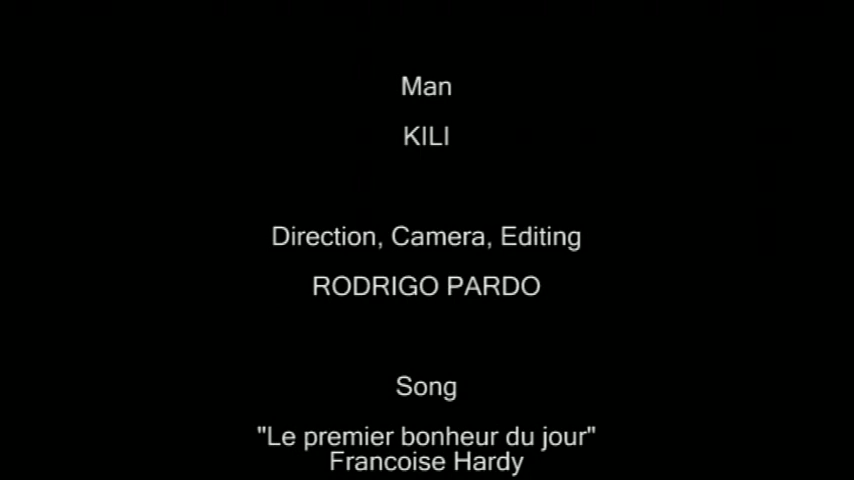 Man
KILI
Direction, Camera, Editing
RODRIGO PARDO
Song
"Le premier bonheur du jour"
Francoise Hardy